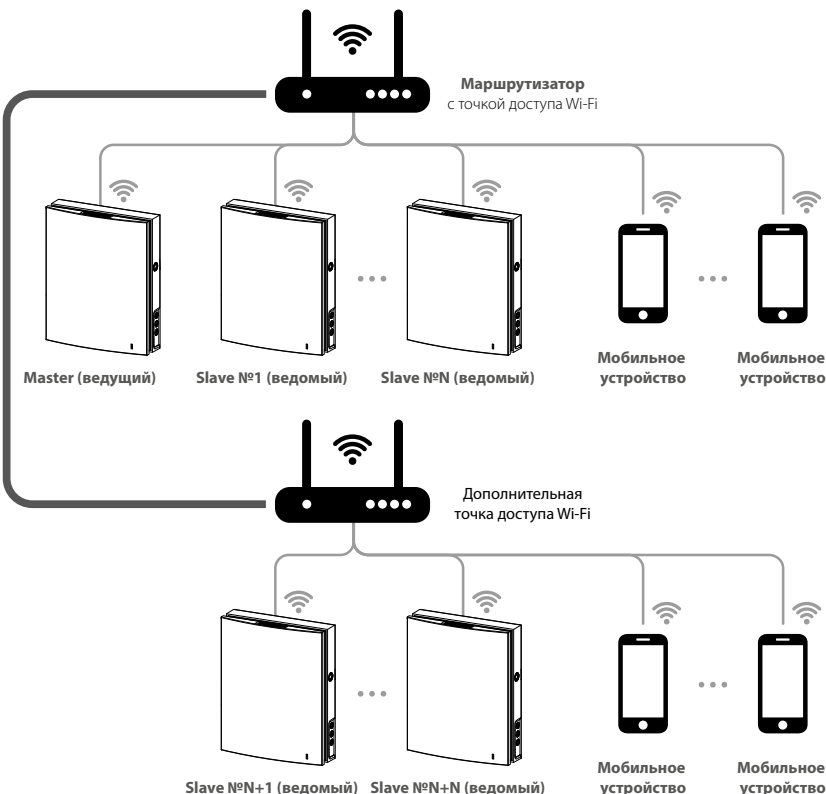 Маршрутизатор
с точкой доступа Wi-Fi
Master (ведущий)
Slave №1 (ведомый)
Slave №N (ведомый)
Мобильное
устройство
Мобильное
устройство
Дополнительная
точка доступа Wi-Fi
Slave №N+1 (ведомый)
Slave №N+N (ведомый)
Мобильное
устройство
Мобильное
устройство